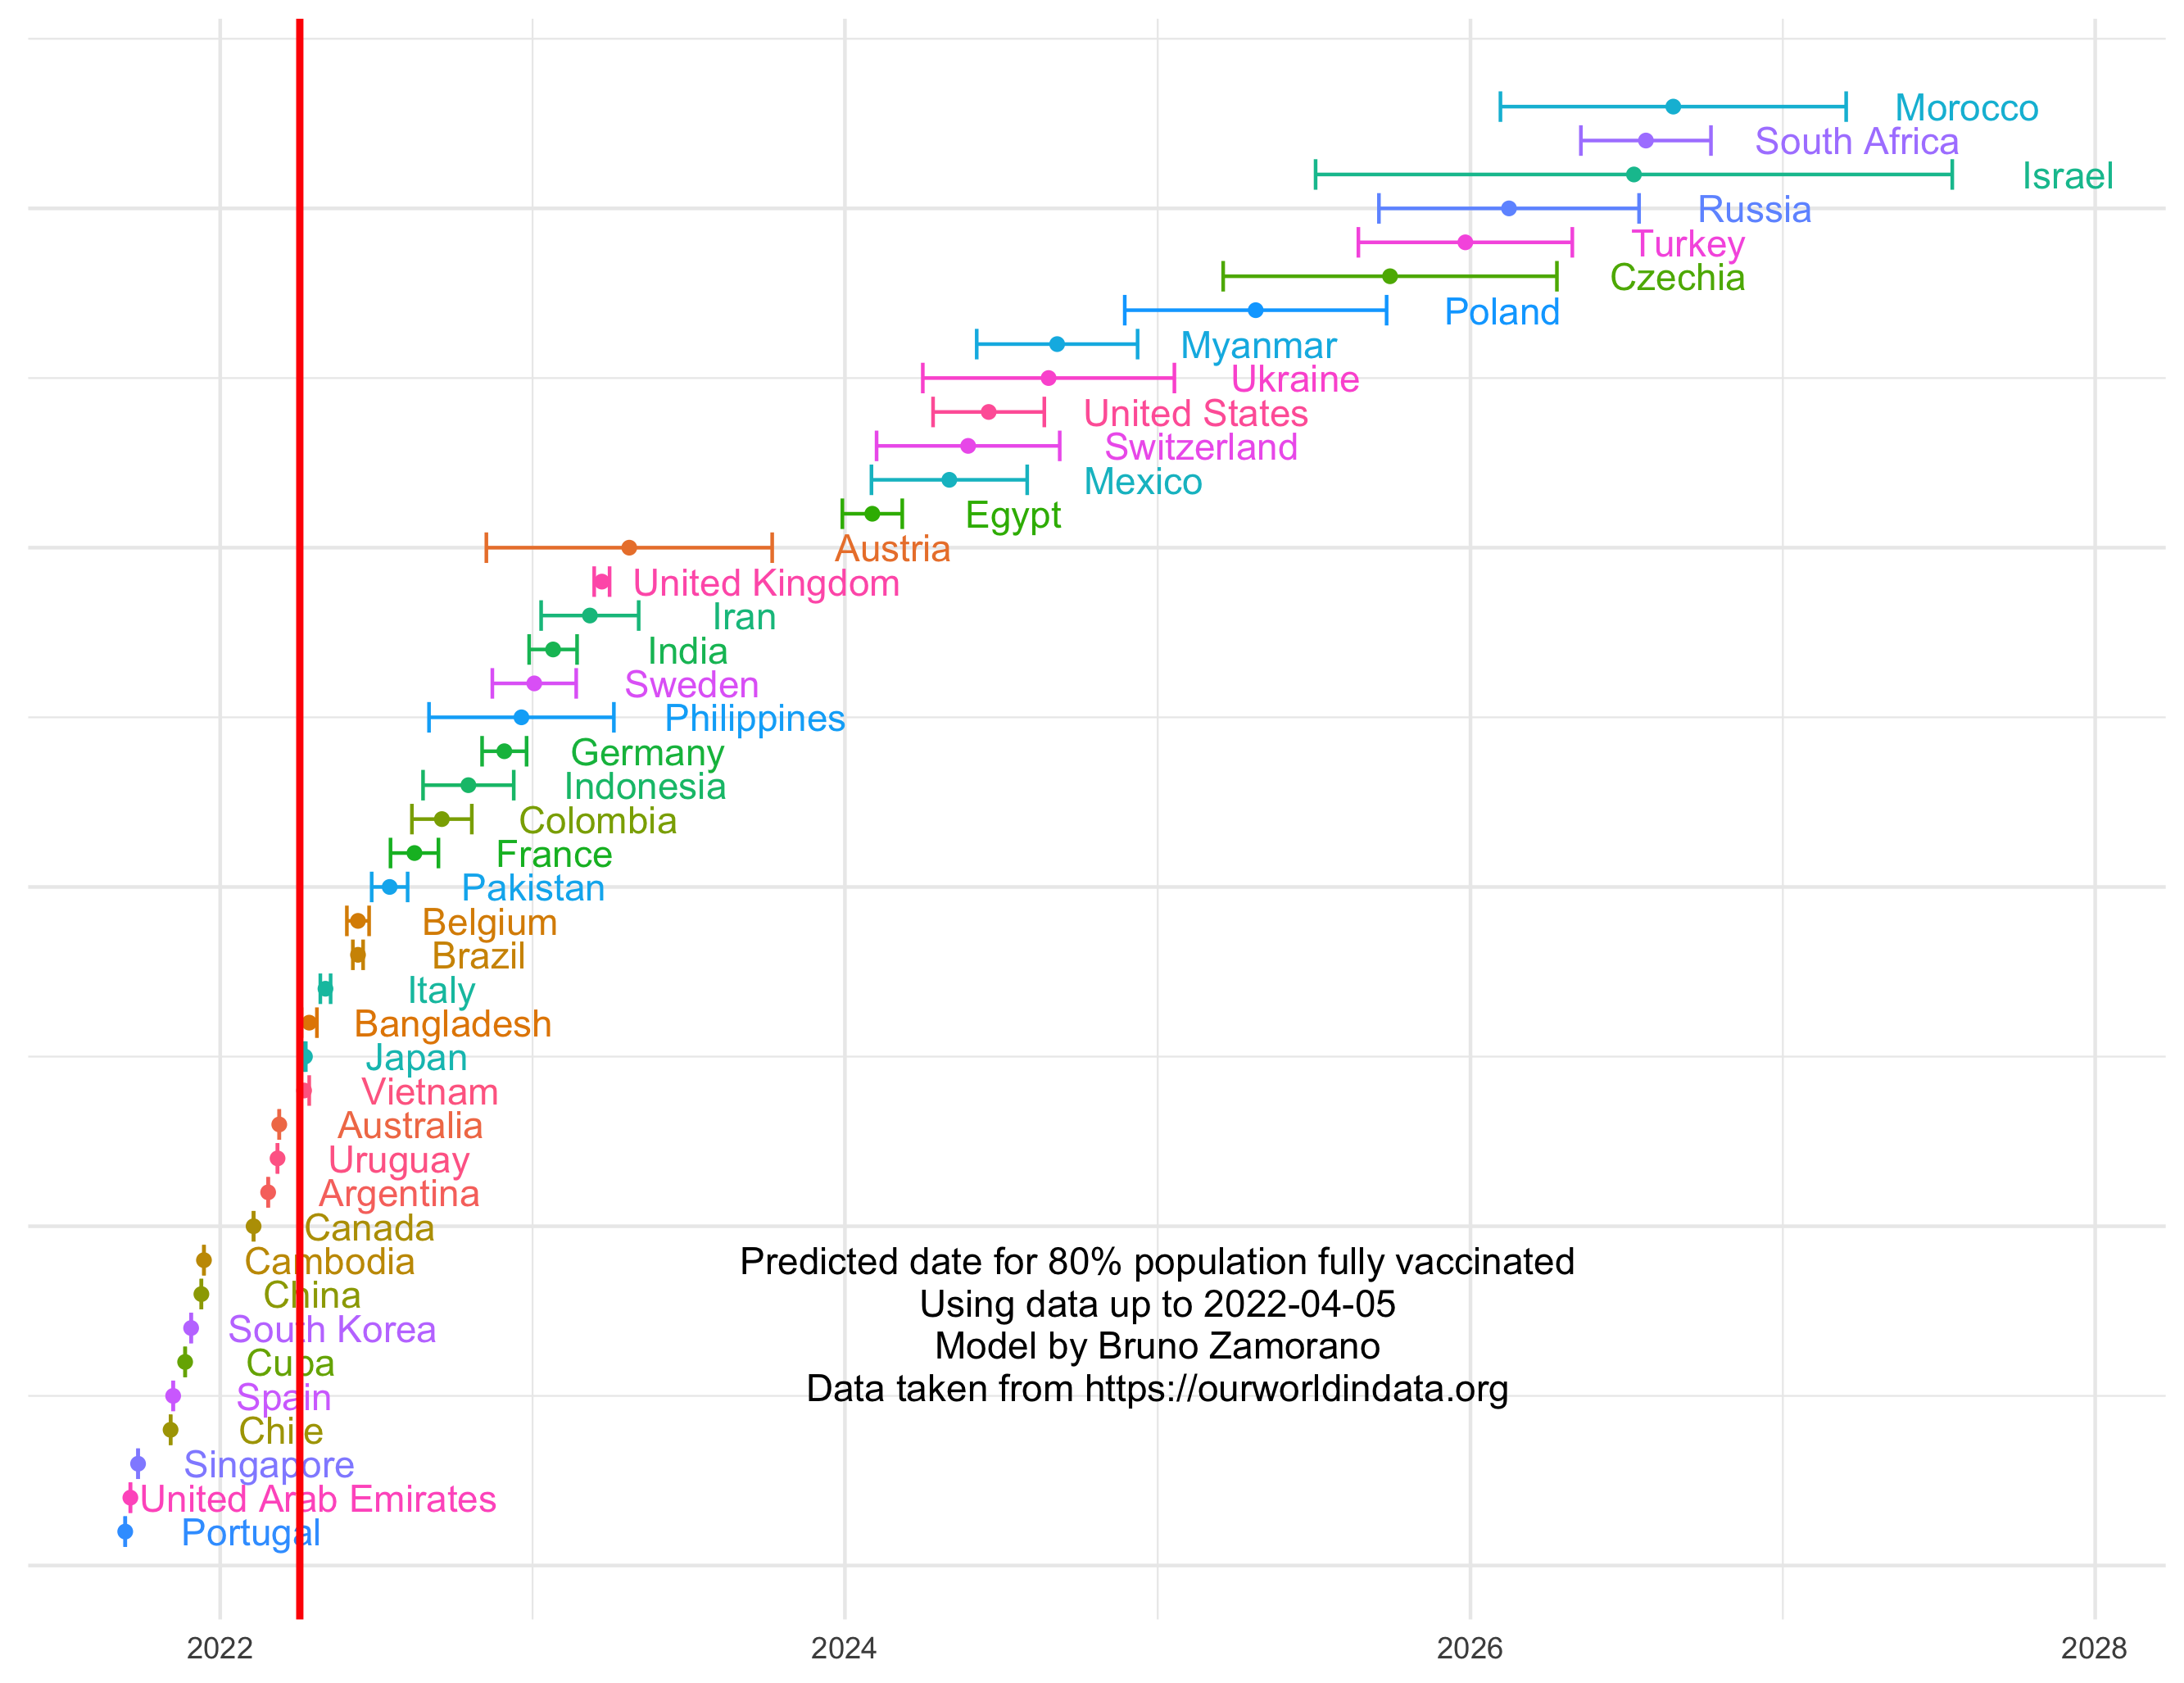 Morocco
South Africa
Israel
Russia
Turkey
Czechia
Poland
Myanmar
Ukraine
United States
Switzerland
Mexico
Egypt
Austria
United Kingdom
Iran
India
Sweden
Philippines
Germany
Indonesia
Colombia
France
Pakistan
Belgium
Brazil
Italy
Bangladesh
Japan
Vietnam
Australia
Uruguay
Argentina
Canada
Cambodia
China
South Korea
Cuba
Spain
Chile
Singapore
United Arab Emirates
Portugal
Predicted date for 80% population fully vaccinated
Using data up to 2022-04-05
Model by Bruno Zamorano
Data taken from https://ourworldindata.org
2022 2024 2026 2028